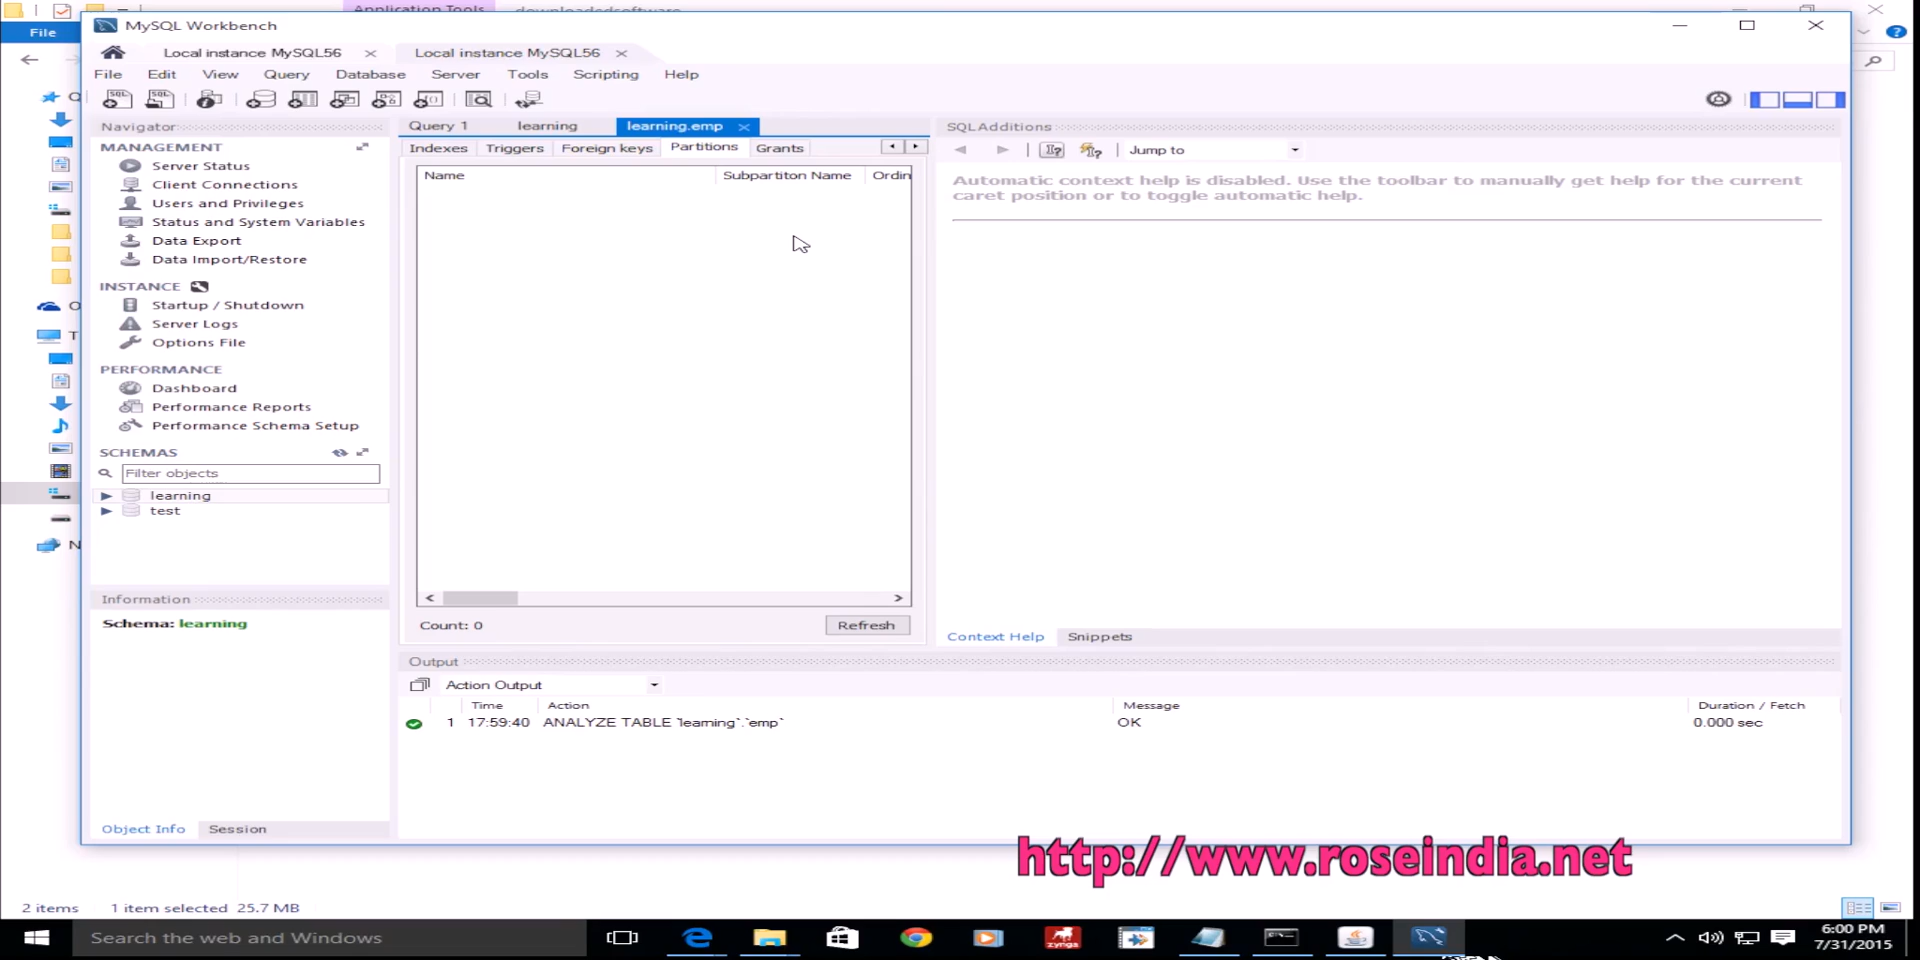 Application Tools
downloadedsoftware
File
MySQL Workbench
Local instance MySQL56
Local instance MySQL56
File Edit View Query Database Server Tools Scripting Help
Navigator
MANAGEMENT
Server Status
Client Connections
Users and Privileges
Status and System Variables
Data Export
Data Import/Restore
INSTANCE
Startup / Shutdown
Server Logs
Options File
PERFORMANCE
Dashboard
Performance Reports
Performance Schema Setup
SCHEMAS
Filter objects
learning
test
Information
Schema: learning
Object Info Session
Query 1 learning learning.emp
Indexes Triggers Foreign keys Partitions Grants
Name Subpartiton Name Ordin
Count: 0 Refresh
SQLAdditions
Jump to
Automatic context help is disabled. Use the toolbar to manually get help for the current
caret position or to toggle automatic help.
Context Help Snippets
Output
Action Output
Time Action Message Duration / Fetch
1 17:59:40 ANALYZE TABLE `learning`.`emp` OK 0.000 sec
http://www.roseindia.net
2 items 1 item selected 25.7 MB
Search the web and Windows
zynga
6:00 PM
7/31/2015